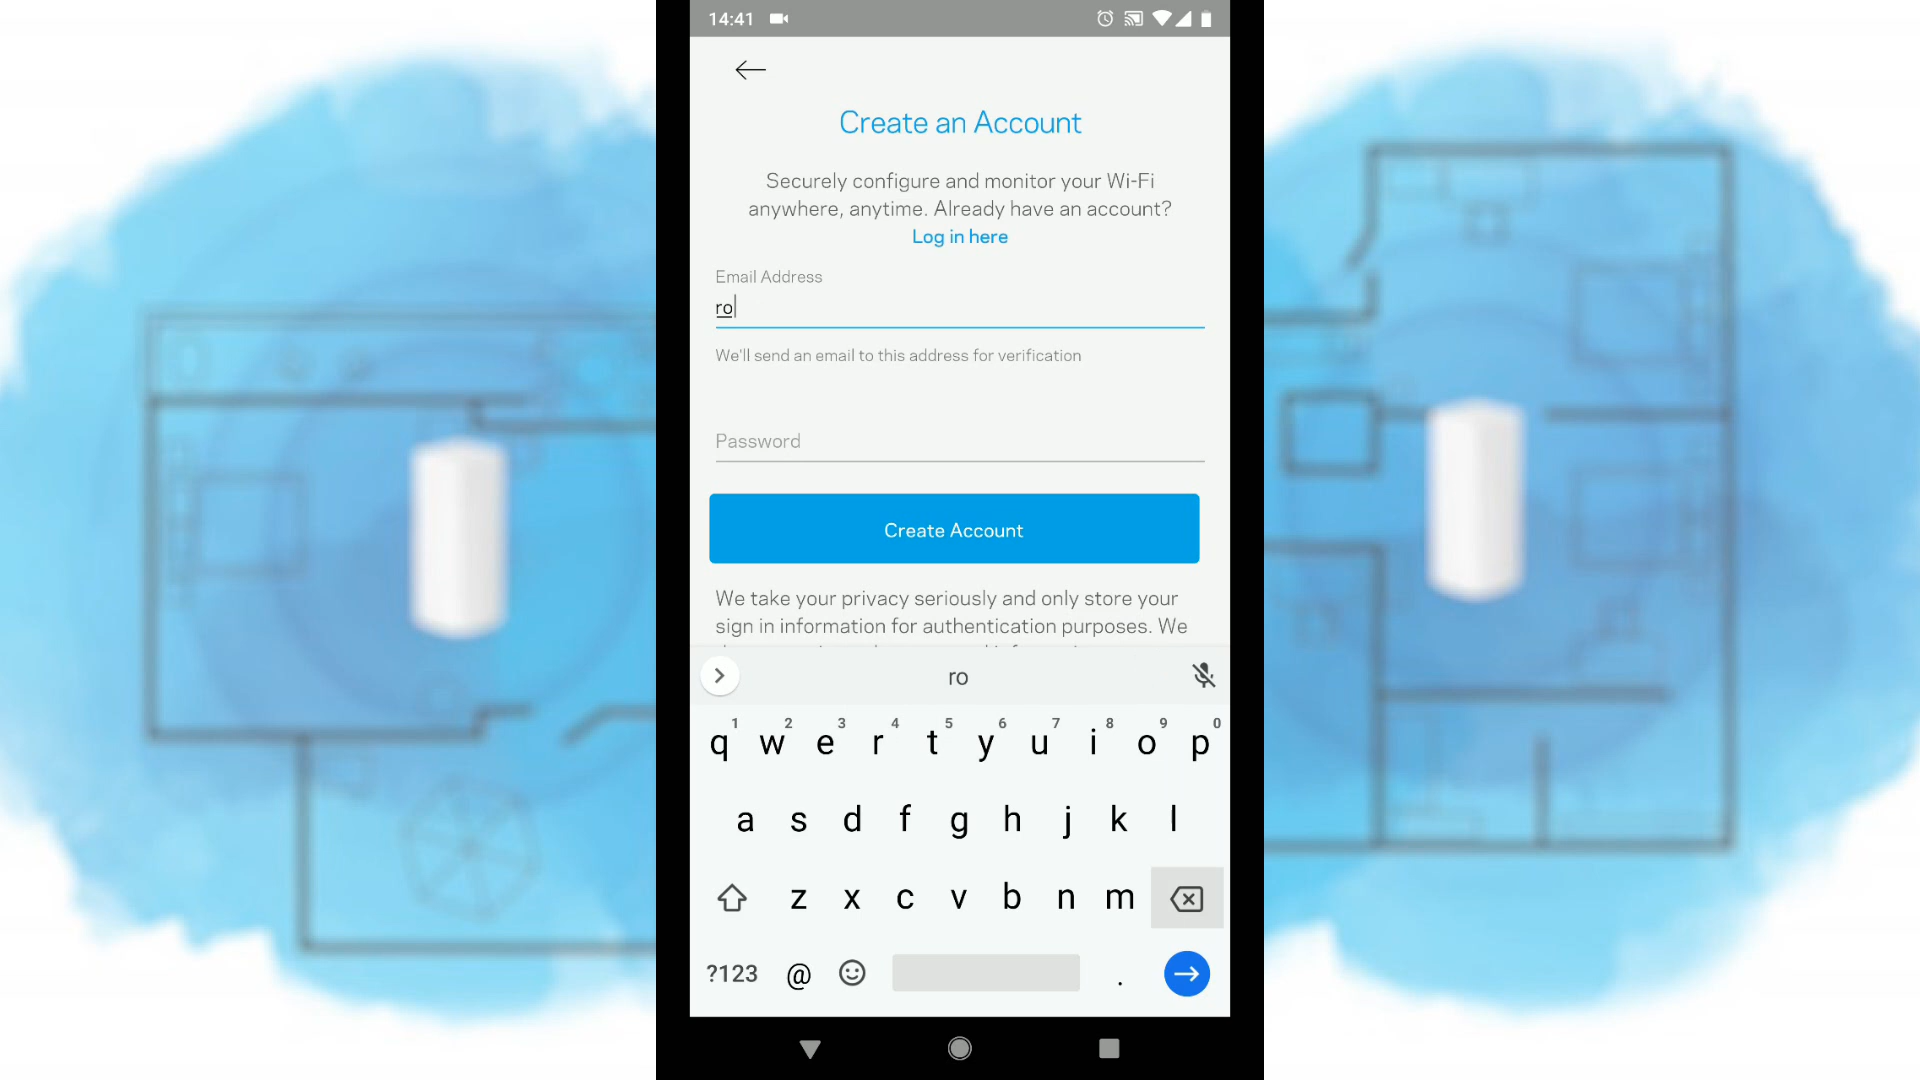 14:41
Create an Account
Securely configure and monitor your Wi-Fi
anywhere, anytime. Already have an account?
Log in here
Email Address
ro
We'll send an email to this address for verification
Password
Create Account
We take your privacy seriously and only store your
sign in information for authentication purposes. We
ro
1 2 3 4 5 6 7 8 9 0
q w e r t y u i o p
a s d f g h j k l
z x c v b n m
?123 @ .